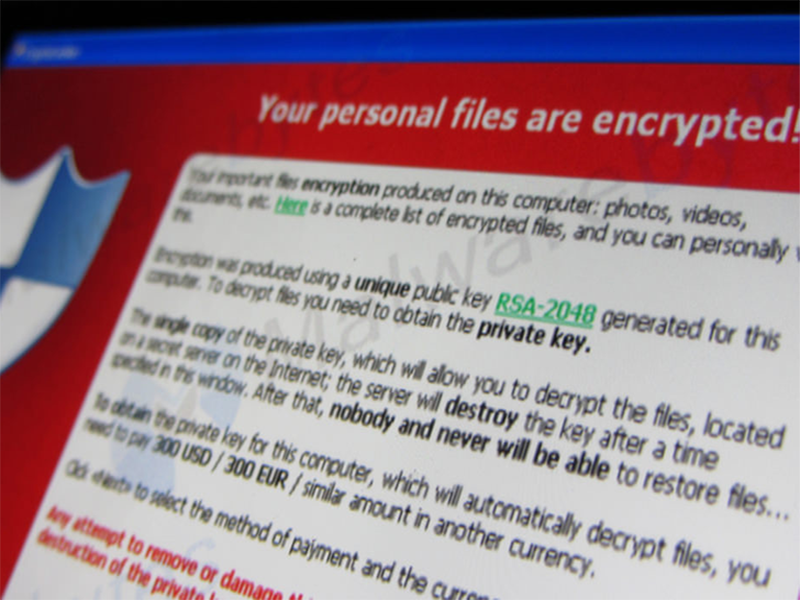 Your personal files are encrypted!
Your important files encryption produced on this computer: photos, videos,
documents, etc. Here is a complete list of encrypted files, and you can personally
this.
Encryption was produced using a unique public key RSA-2048 generated for this
computer. To decrypt files you need to obtain the private key.
The single copy of the private key, which will allow you to decrypt the files, located
on a secret server on the Internet; the server will destroy the key after a time
specified in this window. After that, nobody and never will be able to restore files...
To obtain the private key for this computer, which will automatically decrypt files, you
need to pay 300 USD / 300 EUR / similar amount in another currency.
Click «Next» to select the method of payment and the
Any attempt to remove or damage
destruction of the private
Malwarebytes